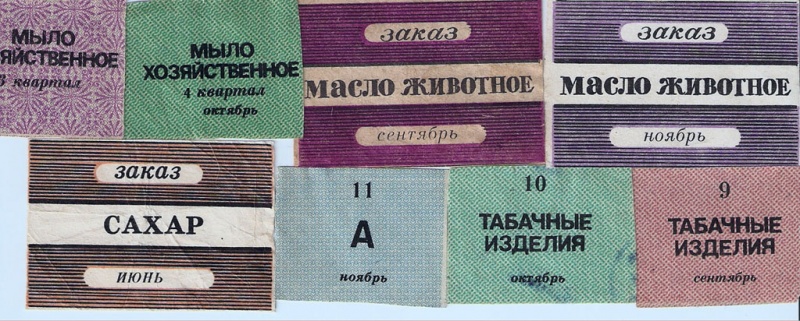 МЫЛО
ЯЙСТВЕННОЕ
3 квартал
МЫЛО
ХОЗЯЙСТВЕННОЕ
4 квартал
октябрь
заказ
МАСЛО ЖИВОТНОЕ
сентябрь
заказ
МАСЛО ЖИВОТНОЕ
ноябрь
заказ
САХАР
ИЮНЬ
11
А
ноябрь
10
ТАБАЧНЫЕ
ИЗДЕЛИЯ
октябрь
9
ТАБАЧНЫЕ
ИЗДЕЛИЯ
сентябрь